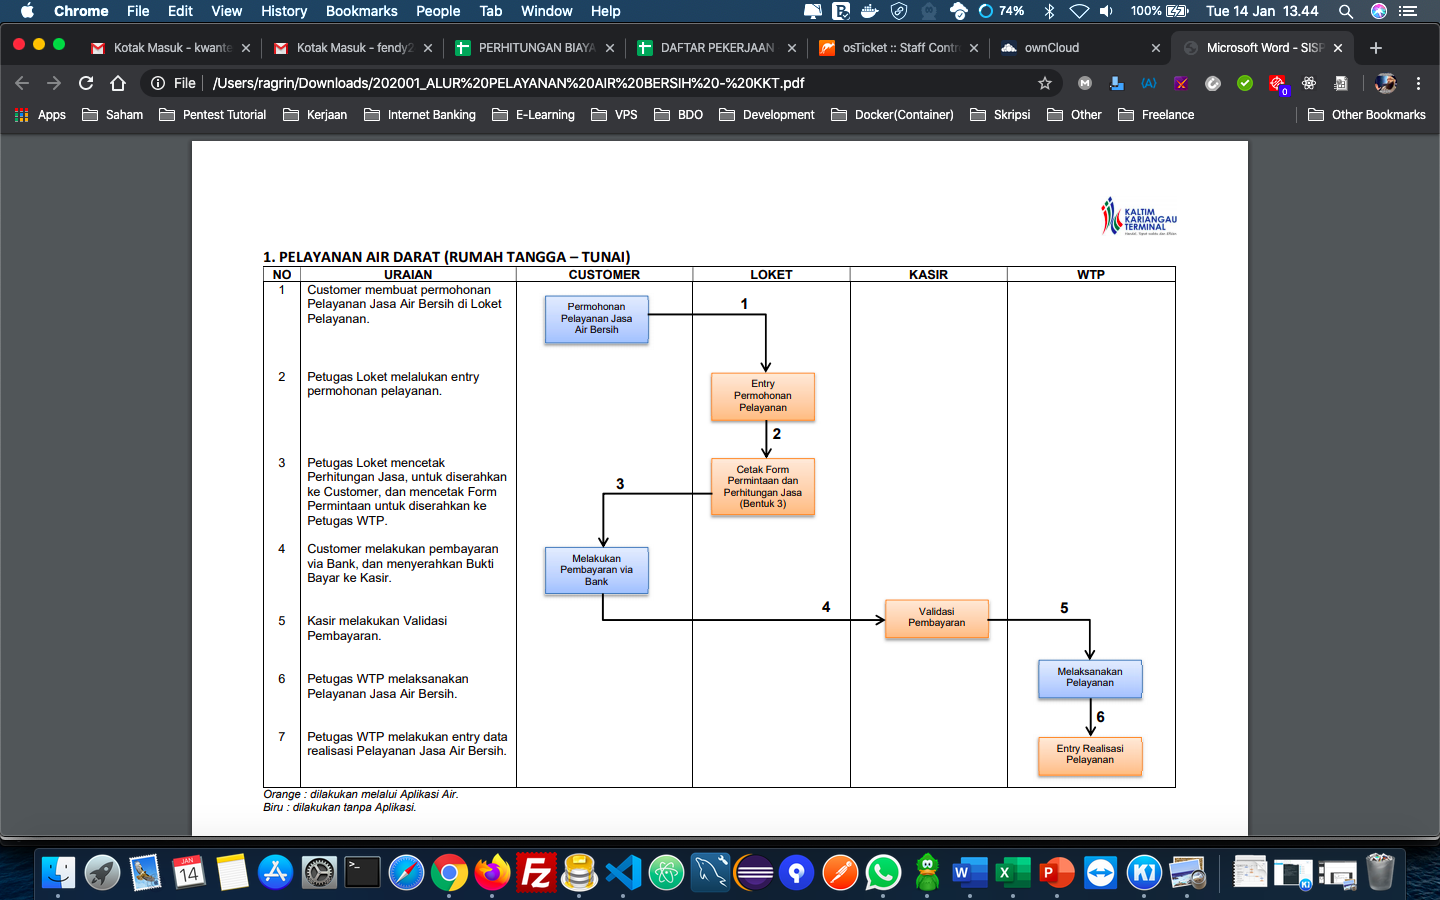 Chrome File Edit View History Bookmarks People Tab Window Help 74% 100% Tue 14 Jan 13.44
Kotak Masuk - kwante
Kotak Masuk - fendy2
PERHITUNGAN BIAYA
DAFTAR PEKERJAAN
osTicket :: Staff Contr
ownCloud
Microsoft Word - SISP
File /Users/ragrin/Downloads/202001_ALUR%20PELAYANAN%20AIR%20BERSIH%20-%20KKT.pdf
0
Apps Saham Pentest Tutorial Kerjaan Internet Banking E-Learning VPS BDO Development Docker(Container) Skripsi Other Freelance Other Bookmarks
KALTIM
KARIANGAU
TERMINAL
1. PELAYANAN AIR DARAT (RUMAH TANGGA – TUNAI)
NO URAIAN CUSTOMER LOKET KASIR WTP
1 Customer membuat permohonan
Pelayanan Jasa Air Bersih di Loket
Pelayanan.
2 Petugas Loket melalukan entry
permohonan pelayanan.
3 Petugas Loket mencetak
Perhitungan Jasa, untuk diserahkan
ke Customer, dan mencetak Form
Permintaan untuk diserahkan ke
Petugas WTP.
4 Customer melakukan pembayaran
via Bank, dan menyerahkan Bukti
Bayar ke Kasir.
5 Kasir melakukan Validasi
Pembayaran.
6 Petugas WTP melaksanakan
Pelayanan Jasa Air Bersih.
7 Petugas WTP melakukan entry data
realisasi Pelayanan Jasa Air Bersih.
Permohonan
Pelayanan Jasa
Air Bersih
1
Entry
Permohonan
Pelayanan
2
Cetak Form
Permintaan dan
Perhitungan Jasa
(Bentuk 3)
3
Melakukan
Pembayaran via
Bank
4
Validasi
Pembayaran
5
Melaksanakan
Pelayanan
6
Entry Realisasi
Pelayanan
Orange : dilakukan melalui Aplikasi Air.
Biru : dilakukan tanpa Aplikasi.
JAN
14